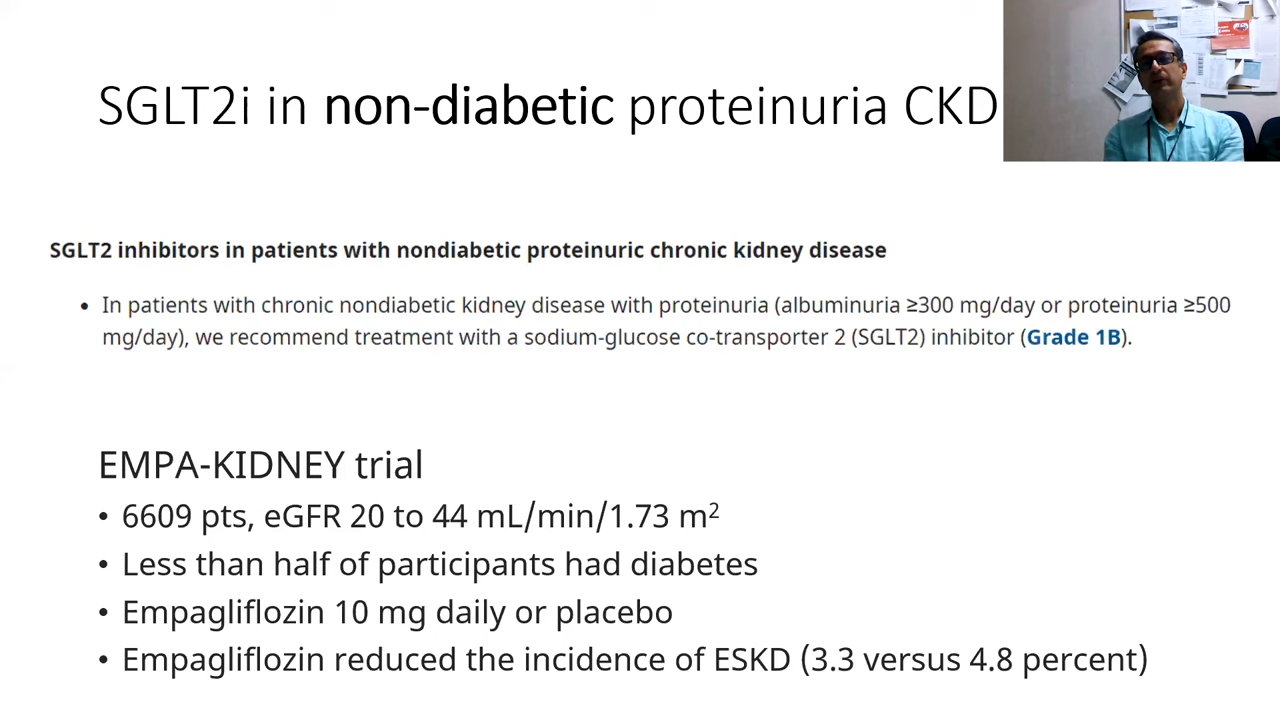 SGLT2i in non-diabetic proteinuria CKD
SGLT2 inhibitors in patients with nondiabetic proteinuric chronic kidney disease
• In patients with chronic nondiabetic kidney disease with proteinuria (albuminuria ≥300 mg/day or proteinuria ≥500
mg/day), we recommend treatment with a sodium-glucose co-transporter 2 (SGLT2) inhibitor (Grade 1B).
EMPA-KIDNEY trial
• 6609 pts, eGFR 20 to 44 mL/min/1.73 m²
• Less than half of participants had diabetes
• Empagliflozin 10 mg daily or placebo
• Empagliflozin reduced the incidence of ESKD (3.3 versus 4.8 percent)